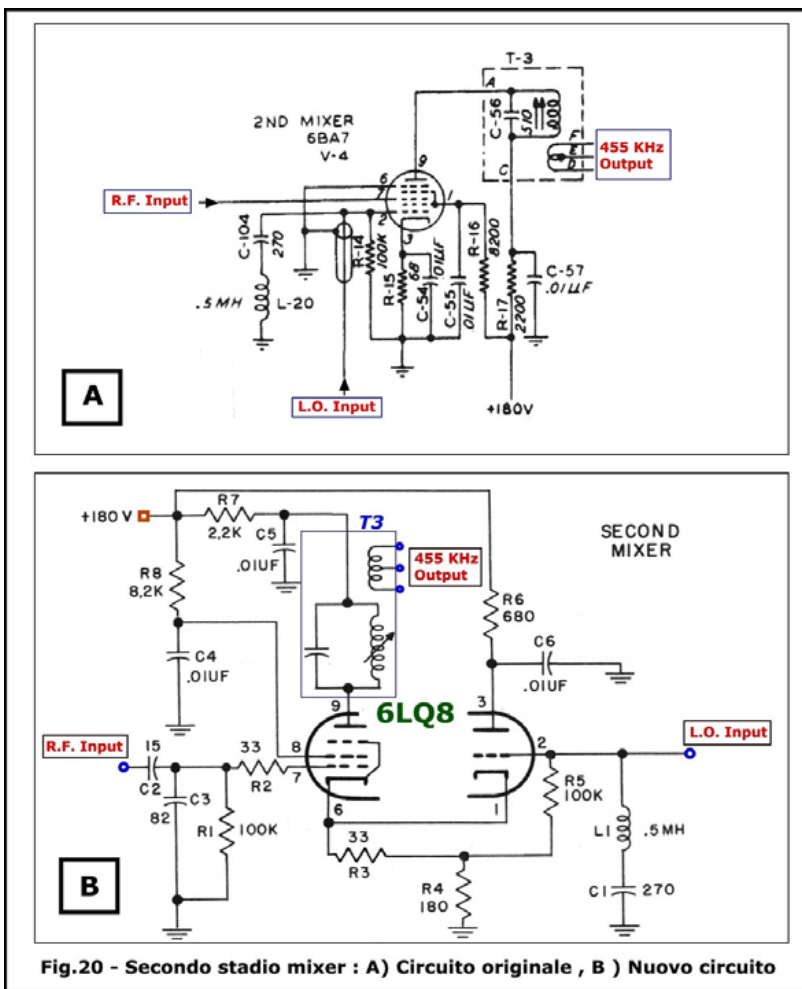 T-3
A
C-56
510
F
E
D
455 KHz
Output
C
2ND MIXER
6BA7
V-4
9
6
7
2
1
3
R.F. Input
C-104
270
.5MH
L-20
R-14
100K
R-15
68
C-54
.01UF
C-55
.01UF
R-16
8200
R-17
2200
C-57
.01UF
L.O. Input
+180V
A
+180 V
R7
2,2K
C5
.01UF
T3
455 KHz
Output
SECOND
MIXER
R8
8,2K
R6
680
C4
.01UF
C6
.01UF
9
6LQ8
3
R.F. Input
15
C2
33
R2
8
7
2
L.O. Input
C3
82
R1
100K
6
1
R5
100K
L1
.5MH
33
R3
R4
180
C1
270
B
Fig.20 - Secondo stadio mixer : A) Circuito originale , B ) Nuovo circuito